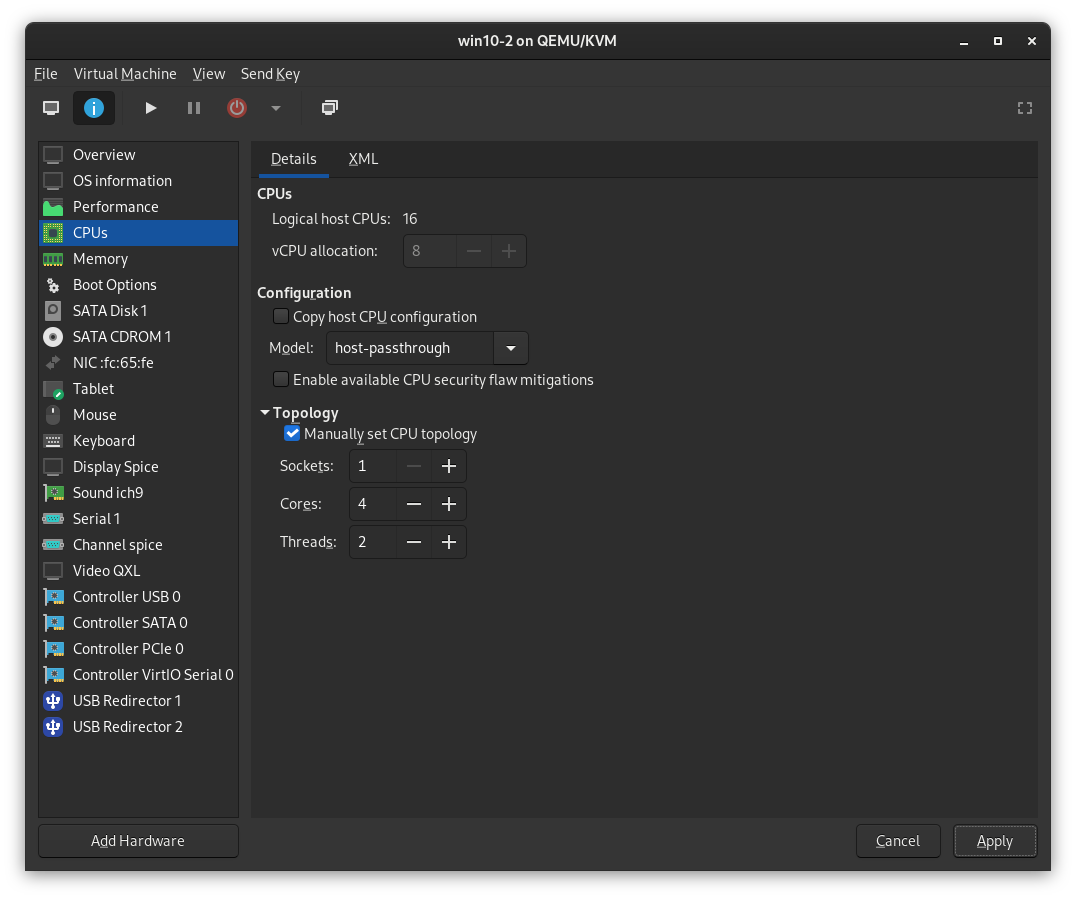 win10-2 on QEMU/KVM
File Virtual Machine View Send Key
Overview
OS information
Performance
CPUs
Memory
Boot Options
SATA Disk 1
SATA CDROM 1
NIC :fc:65:fe
Tablet
Mouse
Keyboard
Display Spice
Sound ich9
Serial 1
Channel spice
Video QXL
Controller USB 0
Controller SATA 0
Controller PCIe 0
Controller VirtIO Serial 0
USB Redirector 1
USB Redirector 2
Add Hardware
Details XML
CPUs
Logical host CPUs: 16
vCPU allocation: 8
Configuration
Copy host CPU configuration
Model: host-passthrough
Enable available CPU security flaw mitigations
Topology
Manually set CPU topology
Sockets: 1
Cores: 4
Threads: 2
Cancel Apply